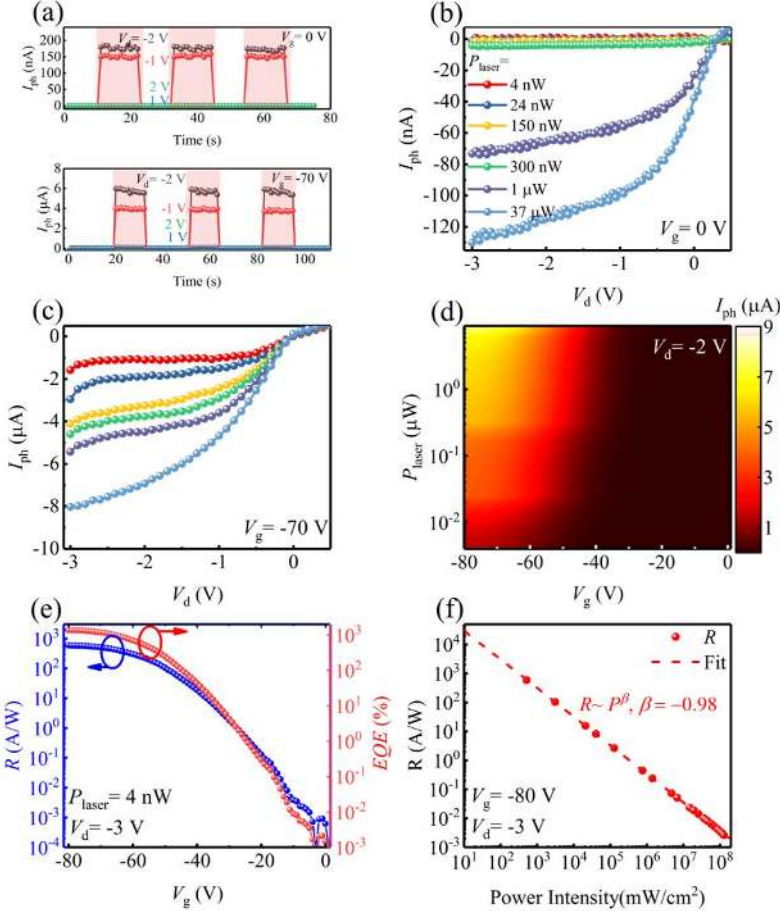 (a)
V_d = -2 V
V_g = 0 V
-1 V
2 V
1 V
I_ph (nA)
250
200
150
100
50
0
0 20 40 60 80
Time (s)
V_d = -2 V
V_g = -70 V
-1 V
2 V
1 V
I_ph (μA)
8
6
4
2
0
20 40 60 80 100
Time (s)
(b)
P_laser=
4 nW
24 nW
150 nW
300 nW
1 μW
37 μW
V_g = 0 V
I_ph (nA)
0
-20
-40
-60
-80
-100
-120
-3 -2 -1 0
V_d (V)
(c)
I_ph (μA)
0
-2
-4
-6
-8
-10
V_g = -70 V
-3 -2 -1 0
V_d (V)
(d)
I_ph (μA)
V_d = -2 V
9
7
5
3
1
P_laser (μW)
10^0
10^-1
10^-2
-80 -60 -40 -20 0
V_g (V)
(e)
R (A/W)
10^3
10^2
10^1
10^0
10^-1
10^-2
10^-3
10^-4
EQE (%)
10^3
10^2
10^1
10^0
10^-1
10^-2
10^-3
P_laser = 4 nW
V_d = -3 V
-80 -60 -40 -20 0
V_g (V)
(f)
R
Fit
R~ P^β, β = −0.98
V_g = -80 V
V_d = -3 V
R (A/W)
10^4
10^3
10^2
10^1
10^0
10^-1
10^-2
10^-3
10^1 10^2 10^3 10^4 10^5 10^6 10^7 10^8
Power Intensity(mW/cm²)